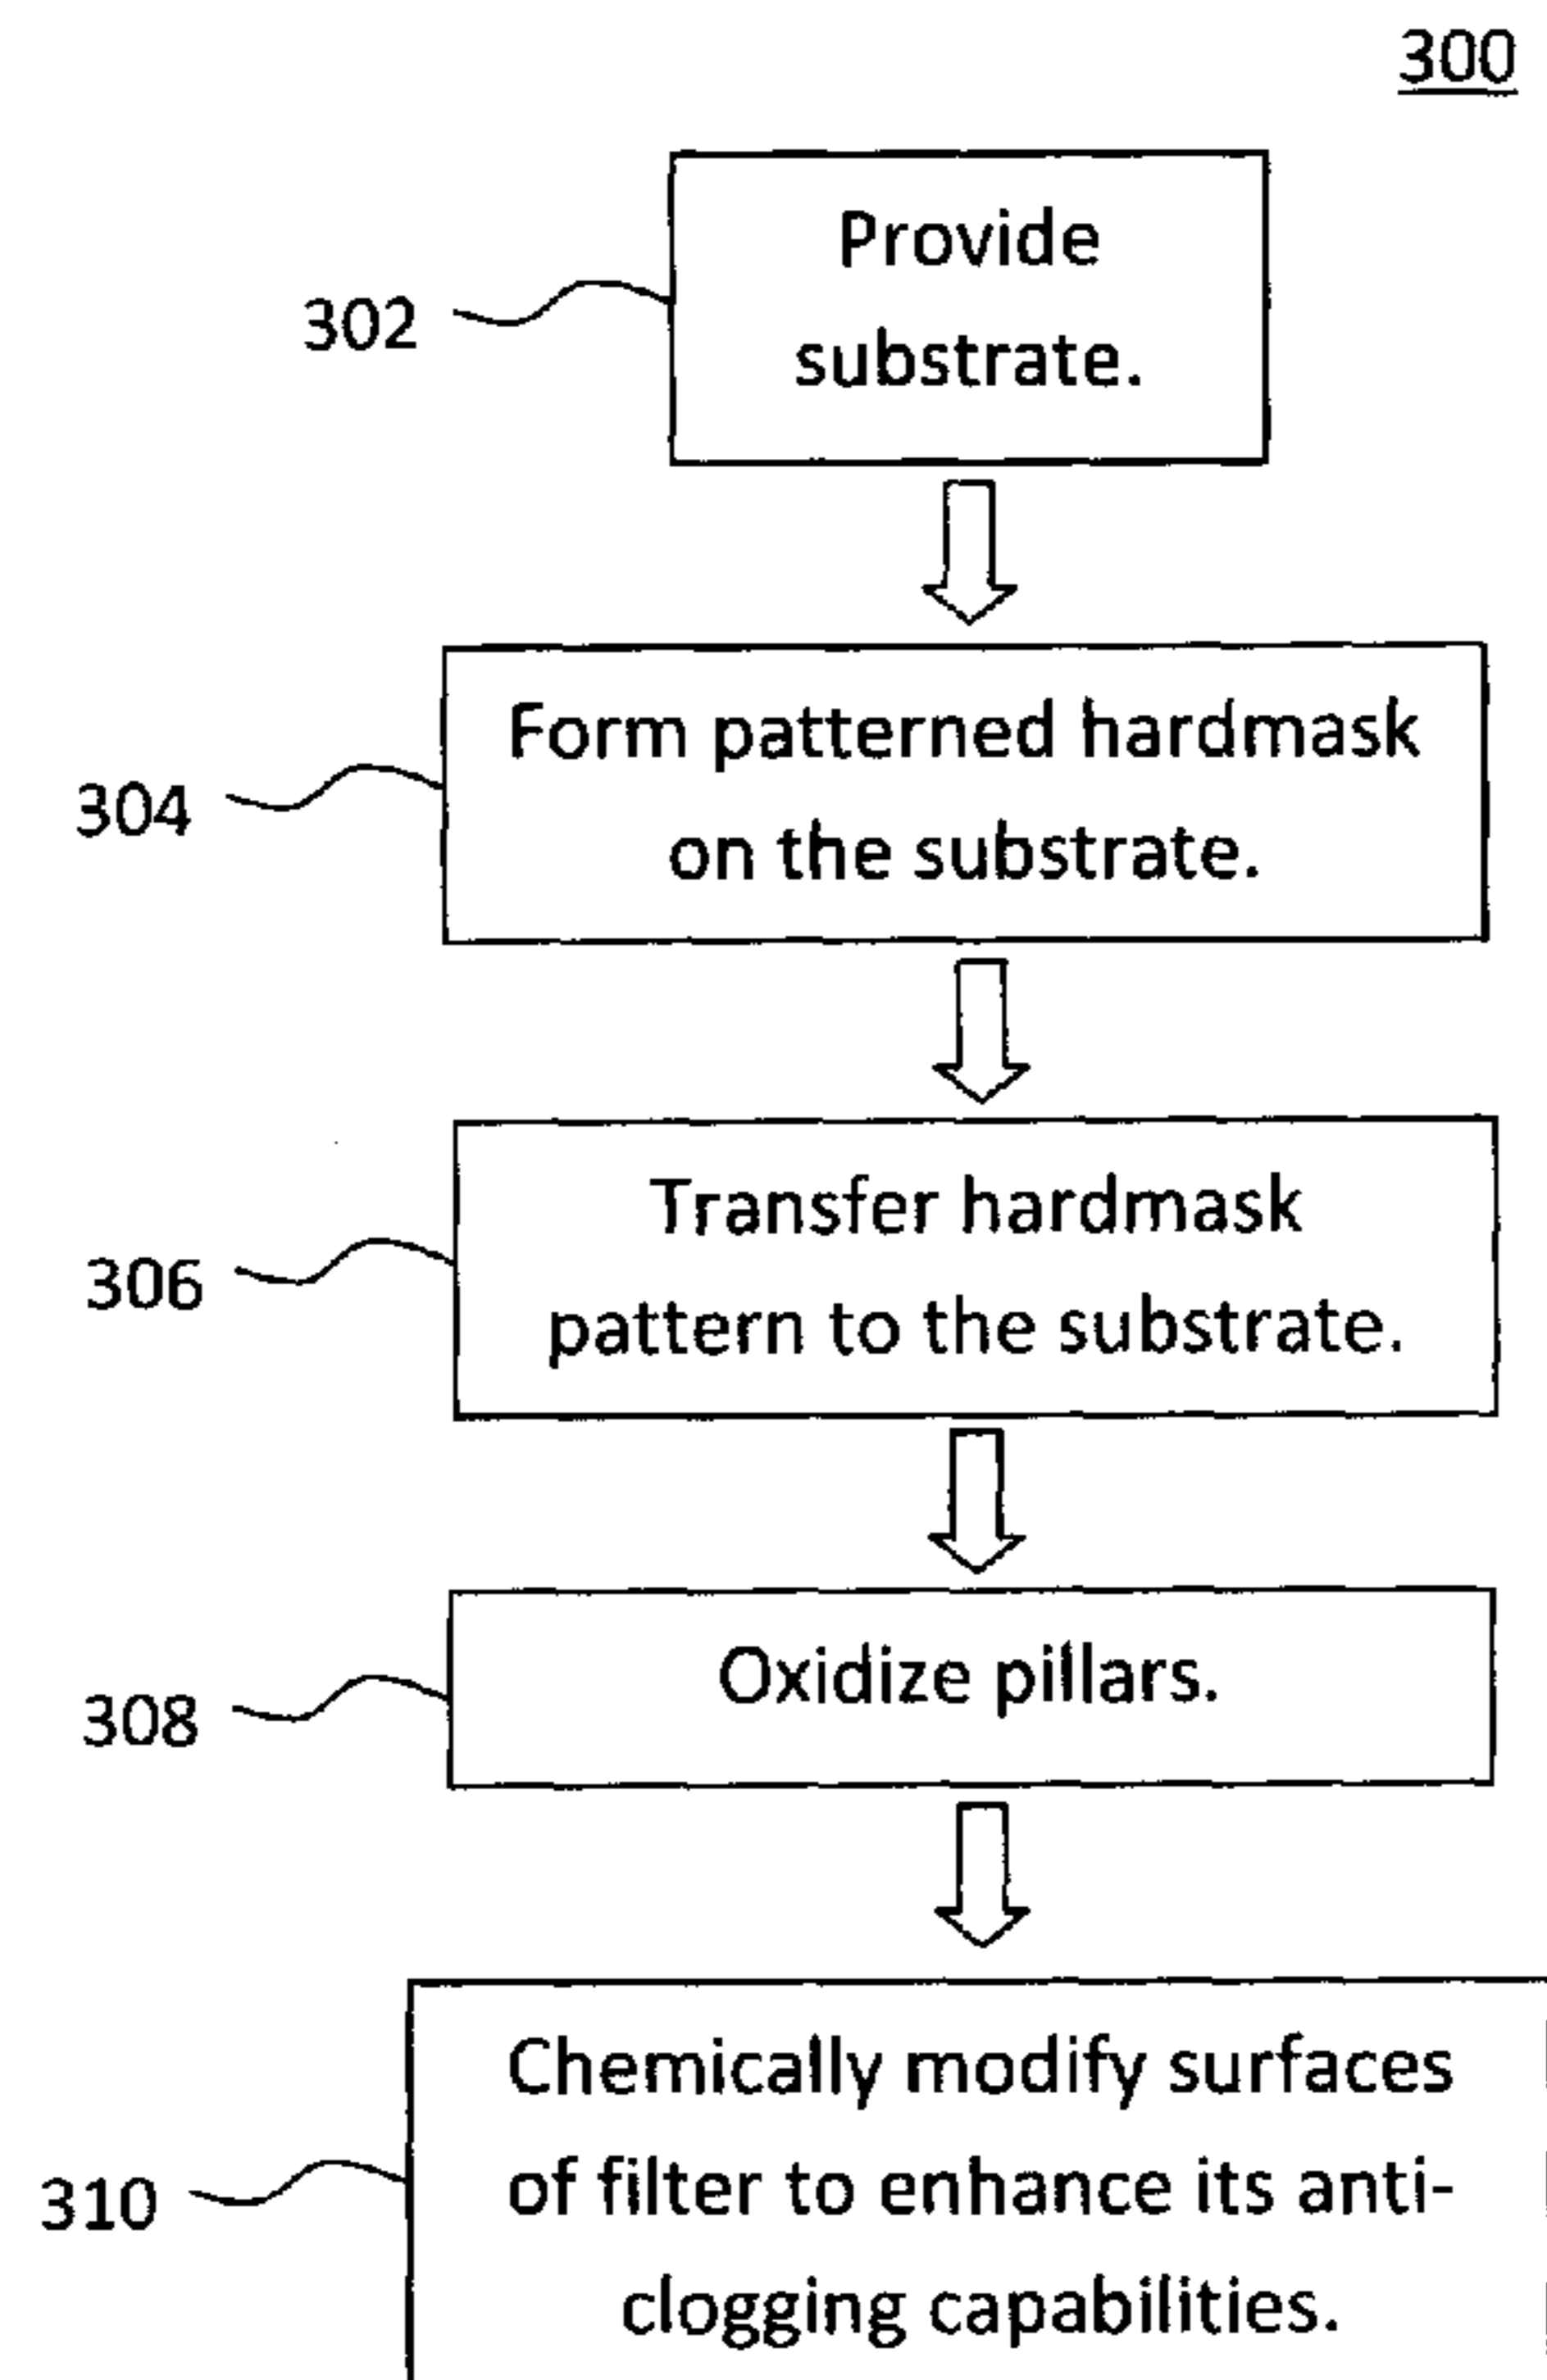 300
302
Provide
substrate.
304
Form patterned hardmask
on the substrate.
306
Transfer hardmask
pattern to the substrate.
308
Oxidize pillars.
310
Chemically modify surfaces
of filter to enhance its anti-
clogging capabilities.